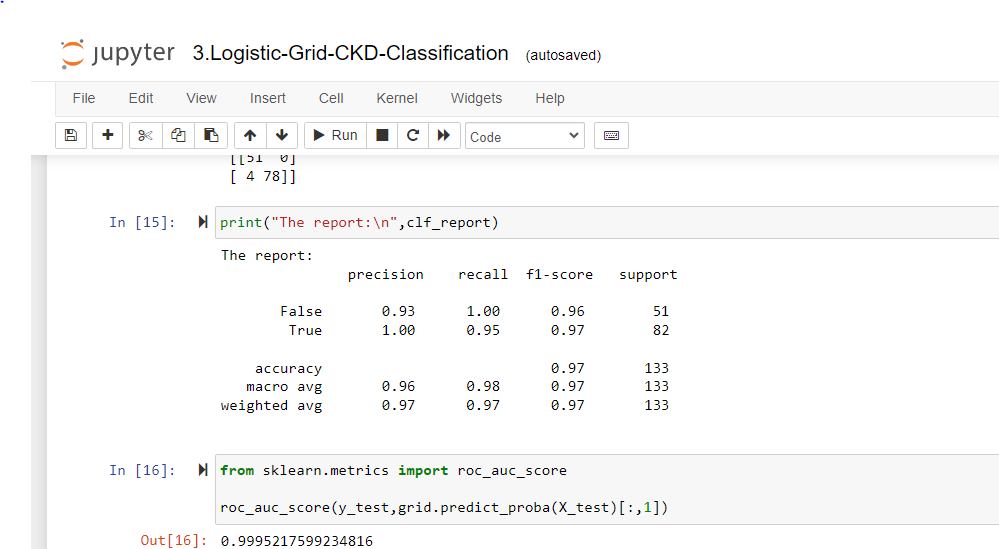 jupyter 3.Logistic-Grid-CKD-Classification (autosaved)
File Edit View Insert Cell Kernel Widgets Help
Run Code
[[51 0]
[ 4 78]]
In [15]: print("The report:\n",clf_report)
The report:
precision recall f1-score support
False 0.93 1.00 0.96 51
True 1.00 0.95 0.97 82
accuracy 0.97 133
macro avg 0.96 0.98 0.97 133
weighted avg 0.97 0.97 0.97 133
In [16]: from sklearn.metrics import roc_auc_score
roc_auc_score(y_test,grid.predict_proba(X_test)[:,1])
Out[16]: 0.9995217599234816